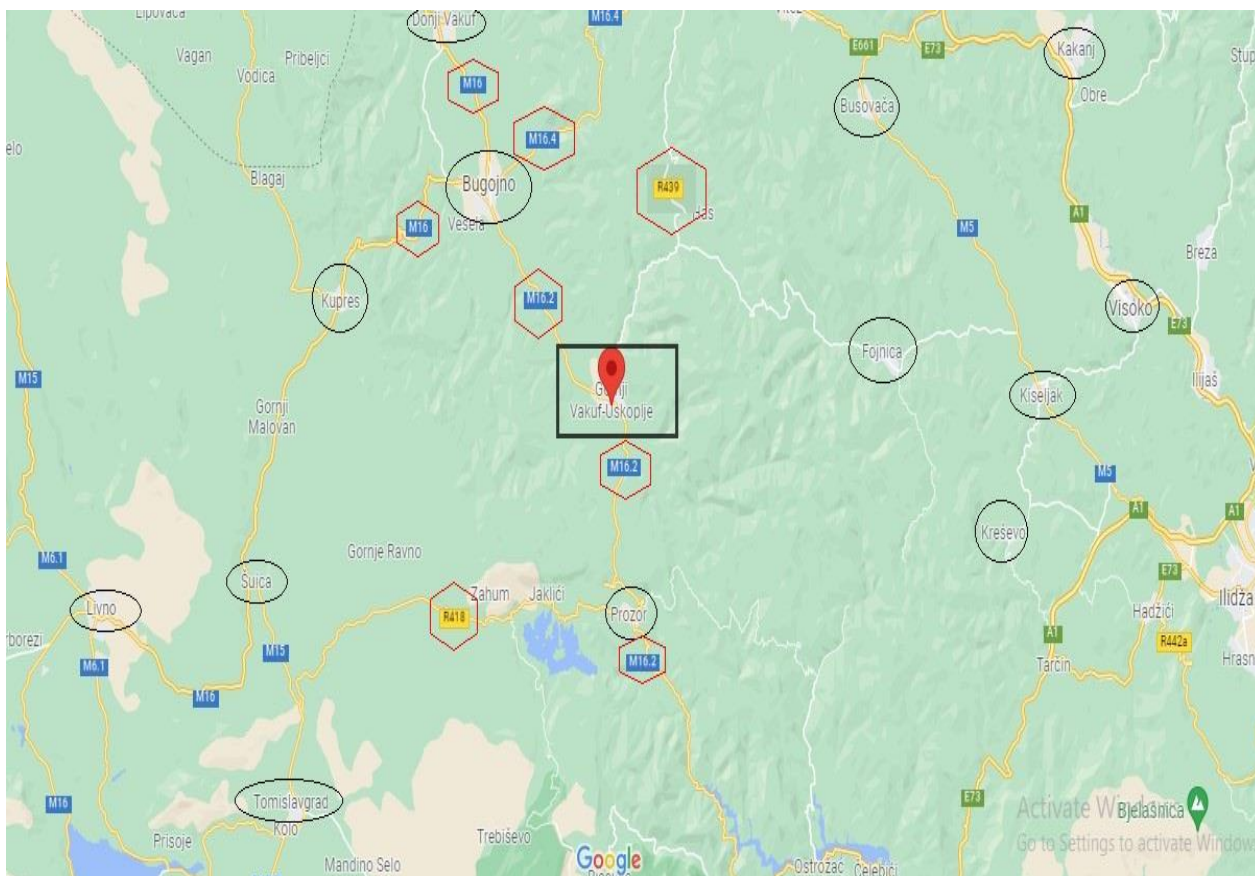 Lipovača
Donji Vakuf
M16.4
Vitez
Vagan
Pribeljci
Vodica
E661
E73
Kakanj
Stup
M16
Obre
Busovača
M16.4
elo
Blagaj
Bugojno
R439
A1
Vesela
M16
M5
Breza
Kupres
M16.2
Visoko
E73
Fojnica
M15
Gornji
Vakuf-Uskoplje
Ilijaš
Gornji
Malovan
Kiseljak
M16.2
M5
A1
A1
Kreševo
Gornje Ravno
M6.1
Šuica
E73
Livno
Zahum
Jaklići
Prozor
R418
Ilidža
Hadžići
A1
borezi
M15
M16.2
R442a
M6.1
Tarčin
Hrasn
M16
Tomislavgrad
M16
E73
Activate Windows
Bjelašnica
Kolo
Prisoje
Trebiševo
Go to Settings to activate Window
Mandino Selo
Google
Ostrožac
Čelebići